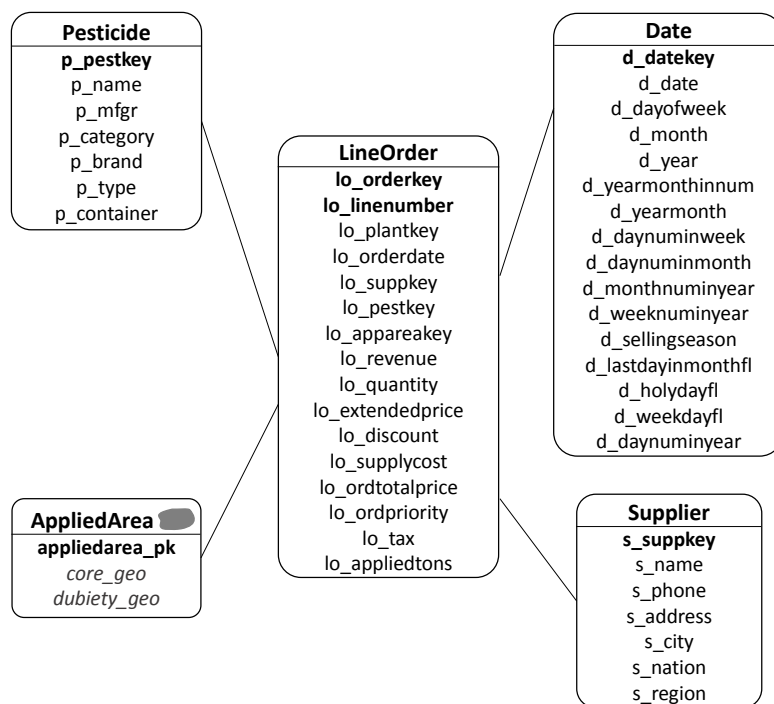 Pesticide
p_pestkey
p_name
p_mfgr
p_category
p_brand
p_type
p_container
LineOrder
lo_orderkey
lo_linenumber
lo_plantkey
lo_orderdate
lo_suppkey
lo_pestkey
lo_appareakey
lo_revenue
lo_quantity
lo_extendedprice
lo_discount
lo_supplycost
lo_ordtotalprice
lo_ordpriority
lo_tax
lo_appliedtons
Date
d_datekey
d_date
d_dayofweek
d_month
d_year
d_yearmonthinnum
d_yearmonth
d_daynuminweek
d_daynuminmonth
d_monthnuminyear
d_weeknuminyear
d_sellingseason
d_lastdayinmonthfl
d_holydayfl
d_weekdayfl
d_daynuminyear
AppliedArea
appliedarea_pk
core_geo
dubiety_geo
Supplier
s_suppkey
s_name
s_phone
s_address
s_city
s_nation
s_region